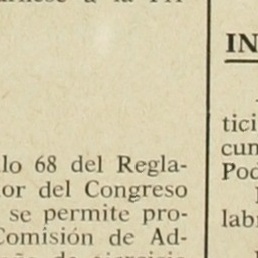 lo 68 del Regla-
or del Congreso
se permite pro-
Comisión de Ad-
IN
tici
cun
Pod
labr